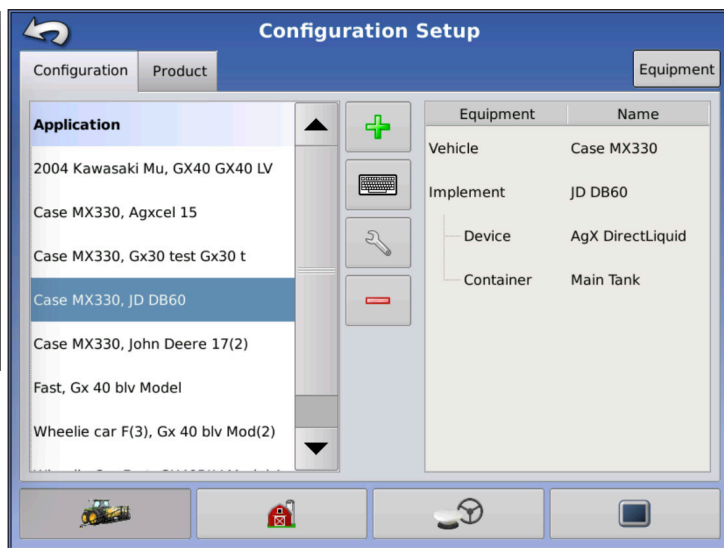 Configuration Setup
Configuration
Product
Equipment
Application
2004 Kawasaki Mu, GX40 GX40 LV
Case MX330, Agxcel 15
Case MX330, Gx30 test Gx30 t
Case MX330, JD DB60
Case MX330, John Deere 17(2)
Fast, Gx 40 blv Model
Wheelie car F(3), Gx 40 blv Mod(2)
Equipment Name
Vehicle Case MX330
Implement JD DB60
Device AgX DirectLiquid
Container Main Tank